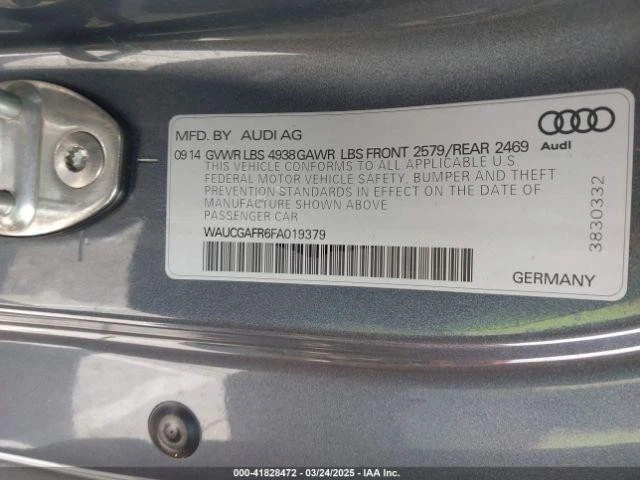 MFD. BY AUDI AG
Audi
09 14 GVWR LBS 4938 GAWR LBS FRONT 2579/REAR 2469
THIS VEHICLE CONFORMS TO ALL APPLICABLE U.S.
FEDERAL MOTOR VEHICLE SAFETY, BUMPER AND THEFT
PREVENTION STANDARDS IN EFFECT ON THE DATE OF
MANUFACTURE SHOWN ABOVE
PASSENGER CAR
WAUCGAFR6FA019379
3830332
GERMANY
000-41828472 — 03/24/2025 — IAA Inc.